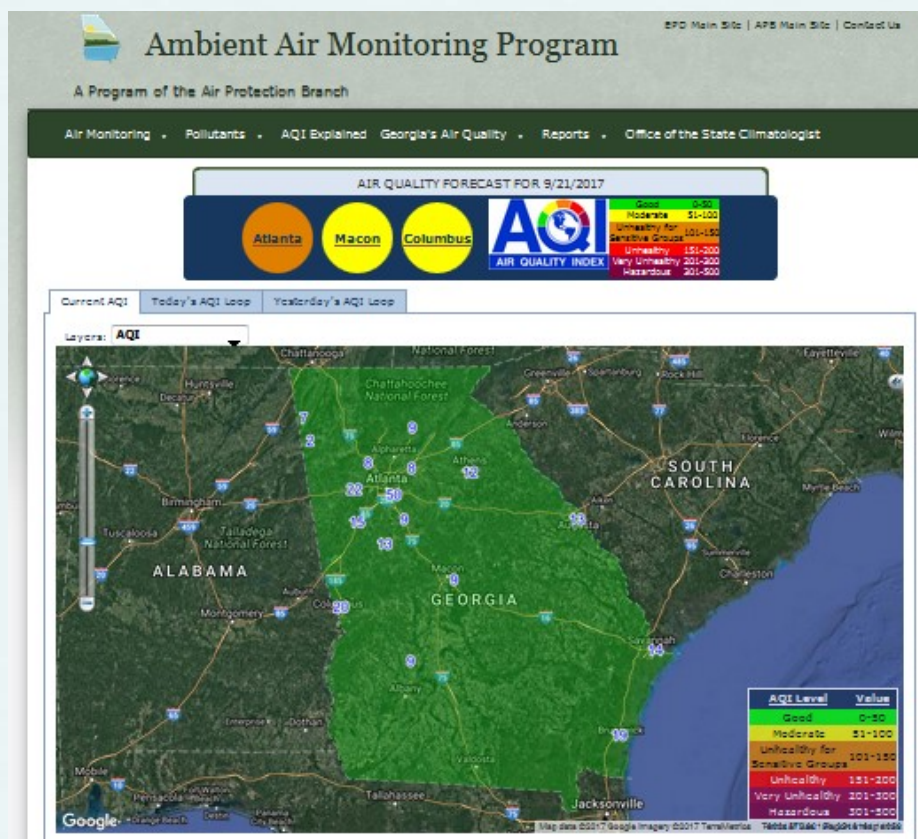 EPD Main Site | APB Main Site | Contact Us
Ambient Air Monitoring Program
A Program of the Air Protection Branch
Air Monitoring Pollutants AQI Explained Georgia's Air Quality Reports Office of the State Climatologist
AIR QUALITY FORECAST FOR 9/21/2017
Atlanta Macon Columbus
AQI
AIR QUALITY INDEX
Good 0-50
Moderate 51-100
Unhealthy for Sensitive Groups 101-150
Unhealthy 151-200
Very Unhealthy 201-300
Hazardous 301-500
Current AQI Today's AQI Loop Yesterday's AQI Loop
Layers: AQI
Chattanooga
National Forest
Fayetteville
Florence
Huntsville
Decatur
Chattahoochee
National Forest
Greenville
Spartanburg
Rock Hill
Anderson
7
2
9
Alpharetta
8
8
Athens
12
Atlanta
22
50
Florence
SOUTH
CAROLINA
Myrtle Beach
Birmingham
Tuscaloosa
Talladega
National Forest
15
9
13
13
Augusta
Aiken
Summerville
Charleston
ALABAMA
Auburn
Macon
9
GEORGIA
Columbus
20
Montgomery
Savannah
14
9
Albany
Enterprise
Dothan
19
Valdosta
Mobile
Pensacola
Tallahassee
Jacksonville
Orange Beach
Destin
Panama
City Beach
AQI Level Value
Good 0-50
Moderate 51-100
Unhealthy for
Sensitive Groups 101-150
Unhealthy 151-200
Very Unhealthy 201-300
Hazardous 301-500
Google
Map data ©2017 Google Imagery ©2017 TerraMetrics